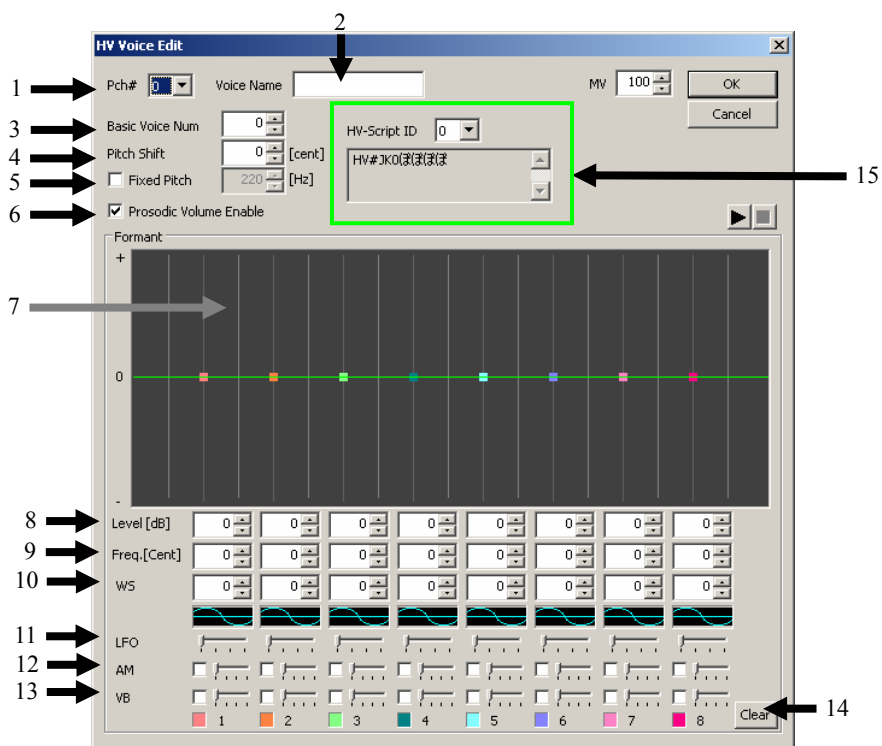 2
HV Voice Edit
1 Pch# 0 Voice Name MV 100 OK
3 Basic Voice Num 0 HV-Script ID 0 Cancel
4 Pitch Shift 0 [cent] HV#JK0(ぽ(ぽ(ぽ(ぽ 15
5 Fixed Pitch 220 [Hz]
6 Prosodic Volume Enable
Formant
+
7
0
-
8 Level [dB] 0 0 0 0 0 0 0 0
9 Freq.[Cent] 0 0 0 0 0 0 0 0
10 WS 0 0 0 0 0 0 0 0
11 LFO
12 AM
13 VB
1 2 3 4 5 6 7 8 Clear 14